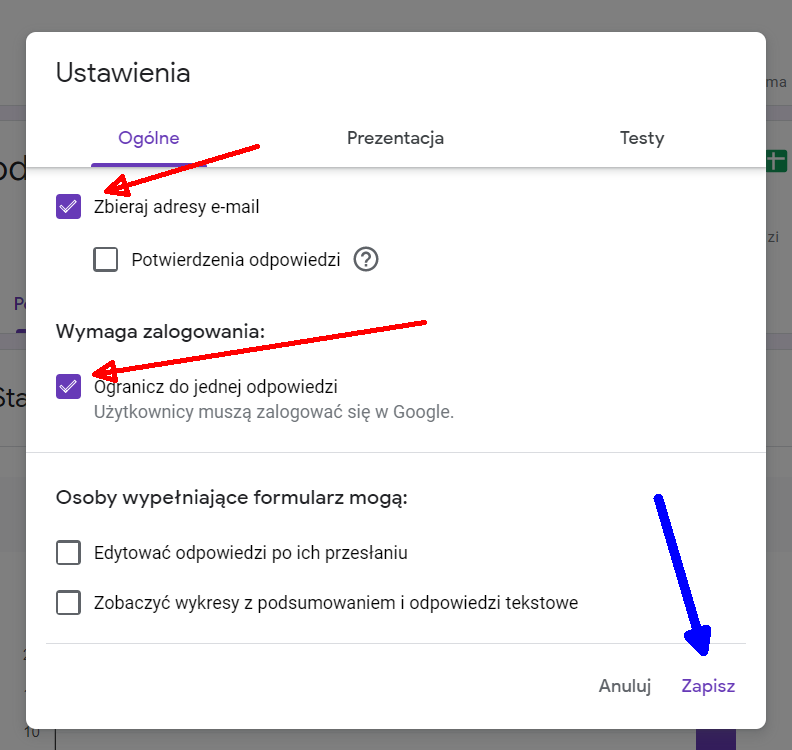 Ustawienia
Ogólne Prezentacja Testy
Zbieraj adresy e-mail
Potwierdzenia odpowiedzi ?
Wymaga zalogowania:
Ogranicz do jednej odpowiedzi
Użytkownicy muszą zalogować się w Google.
Osoby wypełniające formularz mogą:
Edytować odpowiedzi po ich przesłaniu
Zobaczyć wykresy z podsumowaniem i odpowiedzi tekstowe
Anuluj Zapisz
10